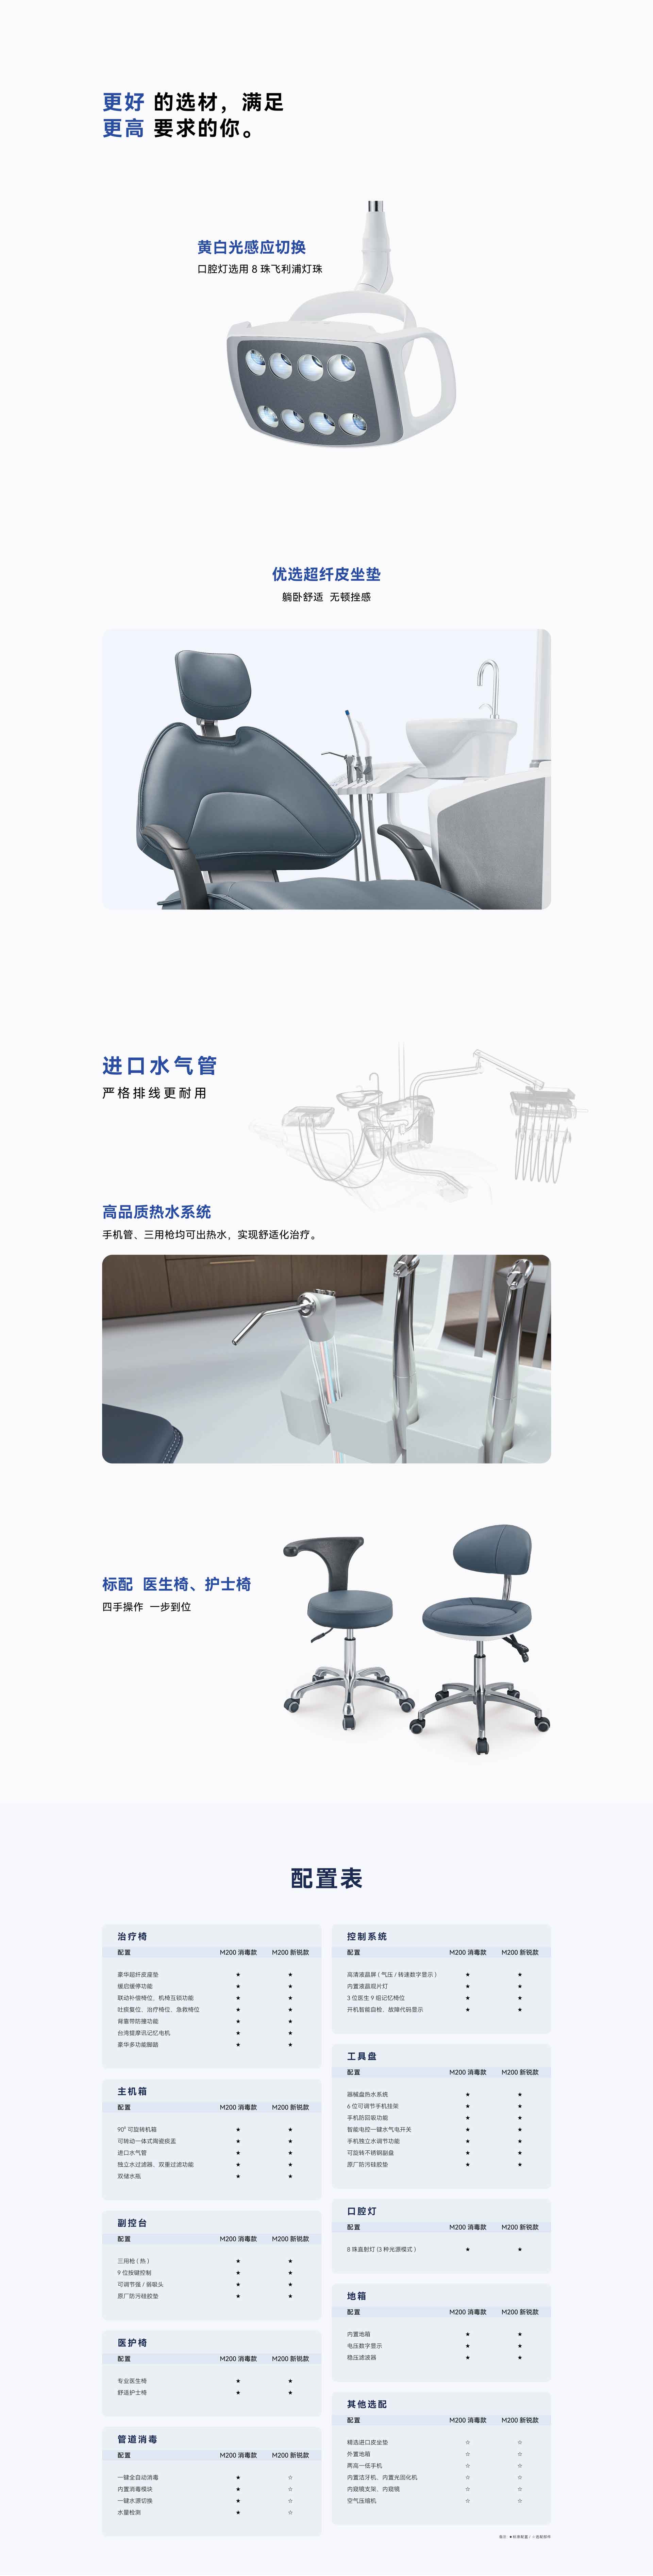 更好 的选材，满足
更高 要求的你。
黄白光感应切换
口腔灯选用 8 珠飞利浦灯珠
优选超纤皮坐垫
躺卧舒适 无顿挫感
进口水气管
严格排线更耐用
高品质热水系统
手机管、三用枪均可出热水，实现舒适化治疗。
标配 医生椅、护士椅
四手操作 一步到位
配置表
治疗椅
配置 M200 消毒款 M200 新锐款
豪华超纤皮座垫 ★ ★
缓启缓停功能 ★ ★
联动补偿椅位，机椅互锁功能 ★ ★
吐痰复位、治疗椅位、急救椅位 ★ ★
背靠带防撞功能 ★ ★
台湾提摩讯记忆电机 ★ ★
豪华多功能脚踏 ★ ★
主机箱
配置 M200 消毒款 M200 新锐款
90° 可旋转机箱 ★ ★
可转动一体式陶瓷痰盂 ★ ★
进口水气管 ★ ★
独立水过滤器、双重过滤功能 ★ ★
双储水瓶 ★ ★
副控台
配置 M200 消毒款 M200 新锐款
三用枪 ( 热 ) ★ ★
9 位按键控制 ★ ★
可调节强 / 弱吸头 ★ ★
原厂防污硅胶垫 ★ ★
医护椅
配置 M200 消毒款 M200 新锐款
专业医生椅 ★ ★
舒适护士椅 ★ ★
管道消毒
配置 M200 消毒款 M200 新锐款
一键全自动消毒 ★ ☆
内置消毒模块 ★ ☆
一键水源切换 ★ ☆
水量检测 ★ ☆
控制系统
配置 M200 消毒款 M200 新锐款
高清液晶屏 ( 气压 / 转速数字显示 ) ★ ★
内置液晶观片灯 ★ ★
3 位医生 9 组记忆椅位 ★ ★
开机智能自检、故障代码显示 ★ ★
工具盘
配置 M200 消毒款 M200 新锐款
器械盘热水系统 ★ ★
6 位可调节手机挂架 ★ ★
手机防回吸功能 ★ ★
智能电控一键水气电开关 ★ ★
手机独立水调节功能 ★ ★
可旋转不锈钢副盘 ★ ★
原厂防污硅胶垫 ★ ★
口腔灯
配置 M200 消毒款 M200 新锐款
8 珠直射灯 (3 种光源模式 ) ★ ★
地箱
配置 M200 消毒款 M200 新锐款
内置地箱 ★ ★
电压数字显示 ★ ★
稳压滤波器 ★ ★
其他选配
配置 M200 消毒款 M200 新锐款
精选进口皮坐垫 ☆ ☆
外置地箱 ☆ ☆
两高一低手机 ☆ ☆
内置洁牙机、内置光固化机 ☆ ☆
内窥镜支架、内窥镜 ☆ ☆
空气压缩机 ☆ ☆